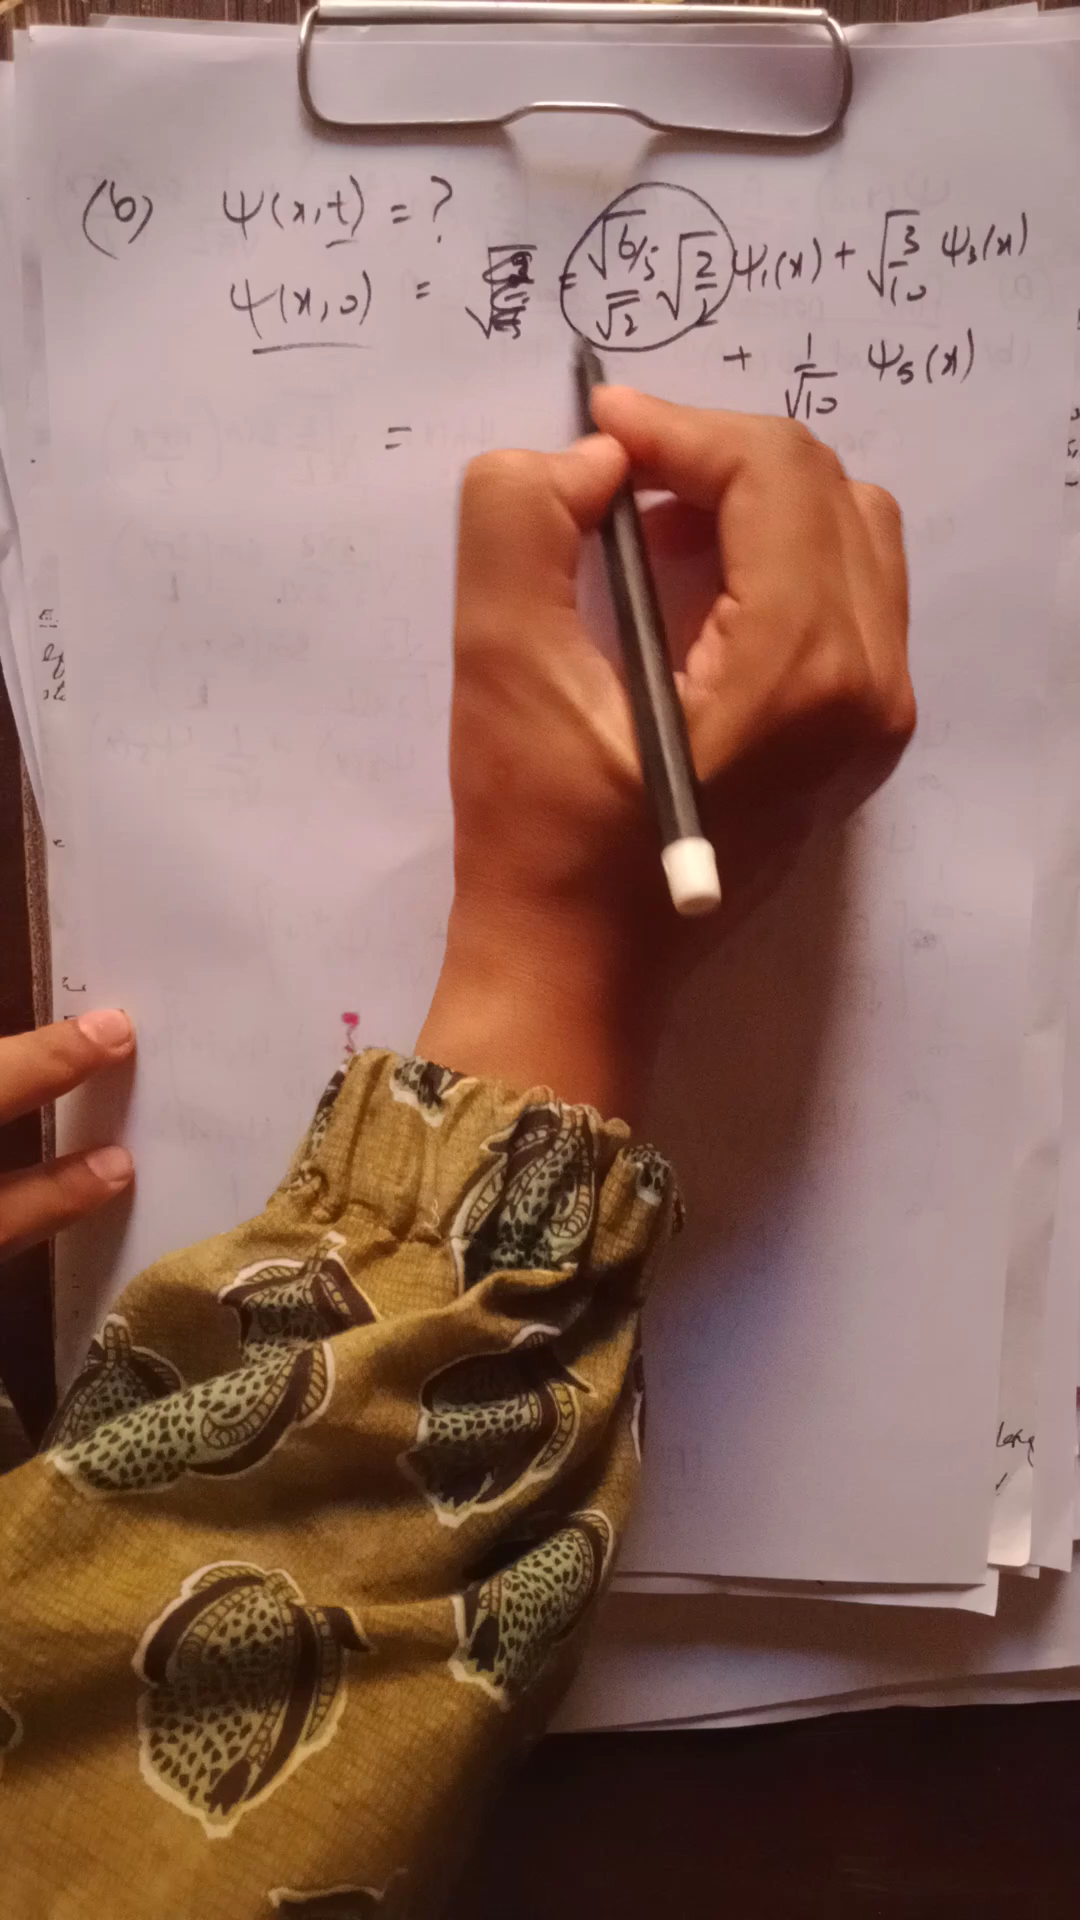 (b) ψ(x,t) = ?
ψ(x,0) = = √6/5 / √2 √2/L ψ₁(x) + √3/10 ψ₃(x)
+ 1/√10 ψ₅(x)
=